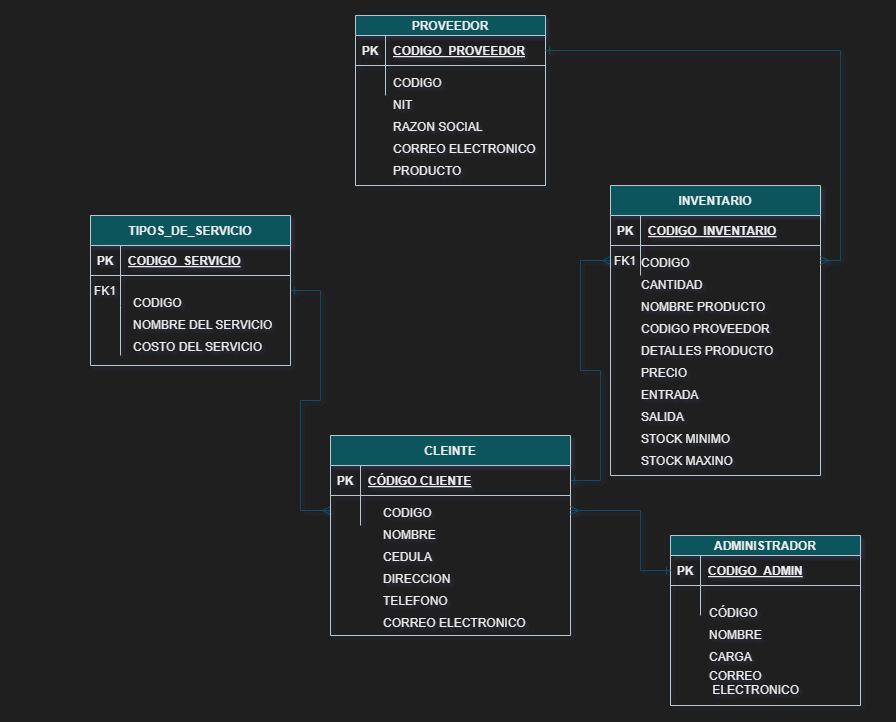 PROVEEDOR
PK CODIGO_PROVEEDOR
CODIGO
NIT
RAZON SOCIAL
CORREO ELECTRONICO
PRODUCTO
TIPOS_DE_SERVICIO
PK CODIGO_SERVICIO
FK1
CODIGO
NOMBRE DEL SERVICIO
COSTO DEL SERVICIO
INVENTARIO
PK CODIGO_INVENTARIO
FK1 CODIGO
CANTIDAD
NOMBRE PRODUCTO
CODIGO PROVEEDOR
DETALLES PRODUCTO
PRECIO
ENTRADA
SALIDA
STOCK MINIMO
STOCK MAXINO
CLEINTE
PK CÓDIGO CLIENTE
CODIGO
NOMBRE
CEDULA
DIRECCION
TELEFONO
CORREO ELECTRONICO
ADMINISTRADOR
PK CODIGO_ADMIN
CÓDIGO
NOMBRE
CARGA
CORREO
ELECTRONICO